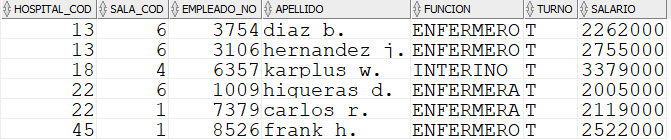 HOSPITAL_COD SALA_COD EMPLEADO_NO APELLIDO FUNCION TURNO SALARIO
13 6 3754 diaz b. ENFERMERO T 2262000
13 6 3106 hernandez j. ENFERMERO T 2755000
18 4 6357 karplus w. INTERINO T 3379000
22 6 1009 higueras d. ENFERMERA T 2005000
22 1 7379 carlos r. ENFERMERA T 2119000
45 1 8526 frank h. ENFERMERO T 2522000